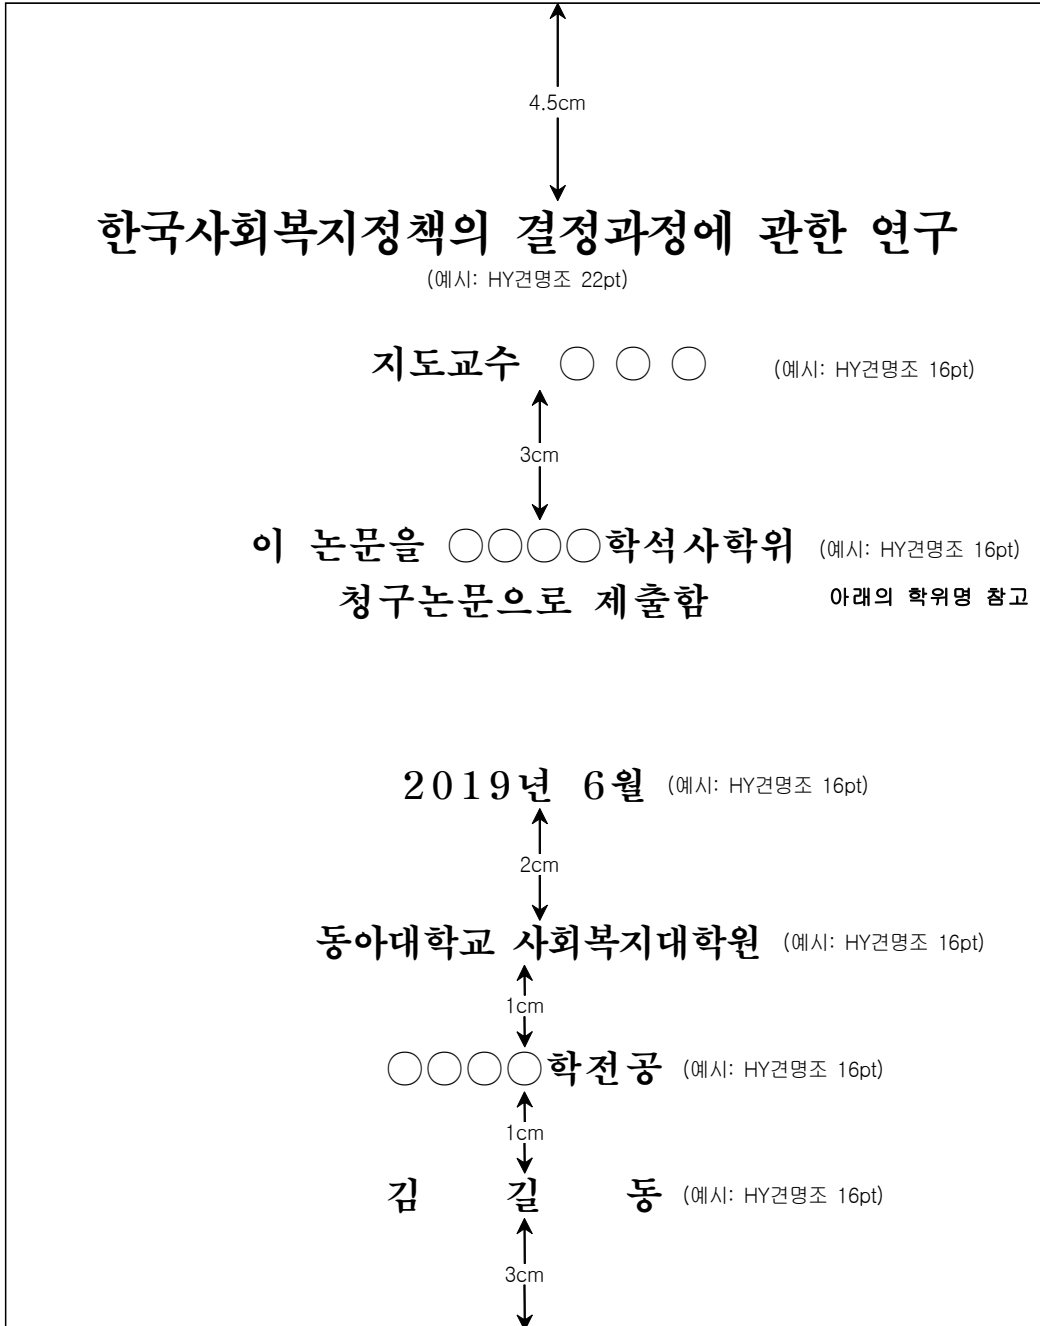 4.5cm
한국사회복지정책의 결정과정에 관한 연구
(예시: HY견명조 22pt)
지도교수 ○ ○ ○ (예시: HY견명조 16pt)
3cm
이 논문을 ○○○○학석사학위 (예시: HY견명조 16pt)
청구논문으로 제출함 아래의 학위명 참고
2019년 6월 (예시: HY견명조 16pt)
2cm
동아대학교 사회복지대학원 (예시: HY견명조 16pt)
1cm
○○○○학전공 (예시: HY견명조 16pt)
1cm
김 길 동 (예시: HY견명조 16pt)
3cm